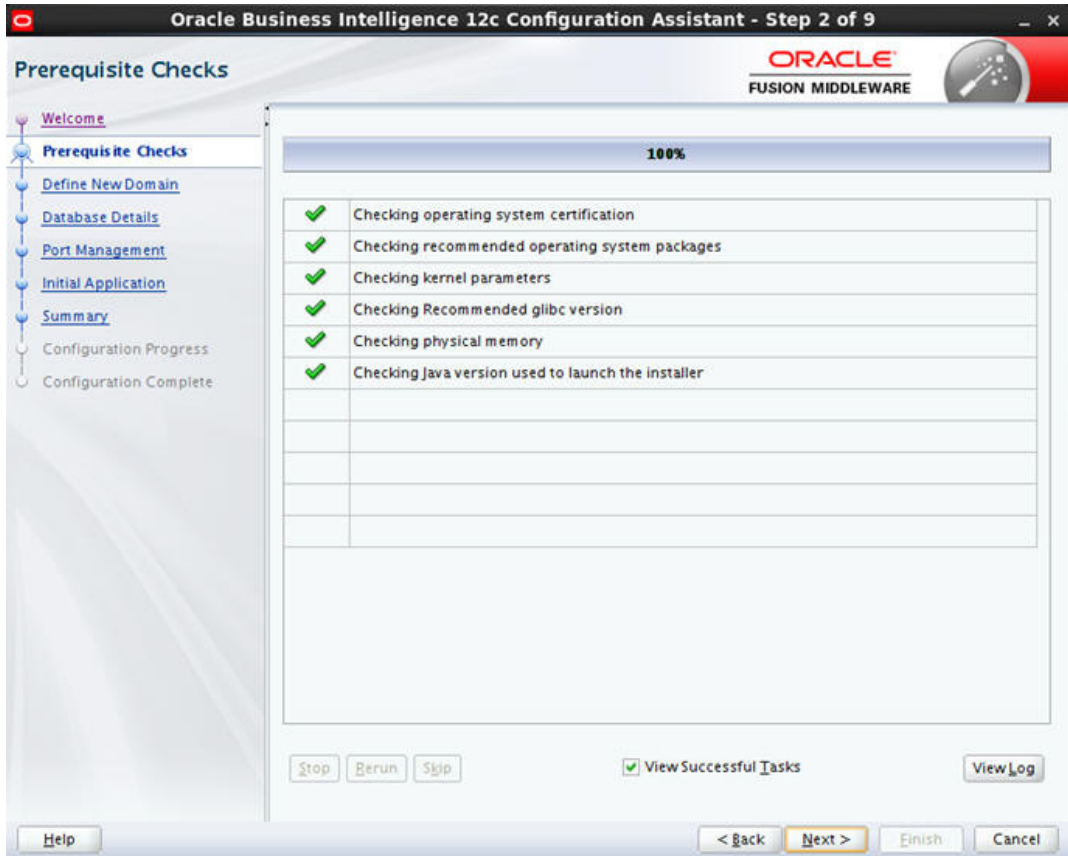 Oracle Business Intelligence 12c Configuration Assistant - Step 2 of 9
Prerequisite Checks
ORACLE
FUSION MIDDLEWARE
Welcome
Prerequisite Checks
Define New Domain
Database Details
Port Management
Initial Application
Summary
Configuration Progress
Configuration Complete
100%
Checking operating system certification
Checking recommended operating system packages
Checking kernel parameters
Checking Recommended glibc version
Checking physical memory
Checking Java version used to launch the installer
Stop Rerun Skip View Successful Tasks View Log
Help < Back Next > Finish Cancel